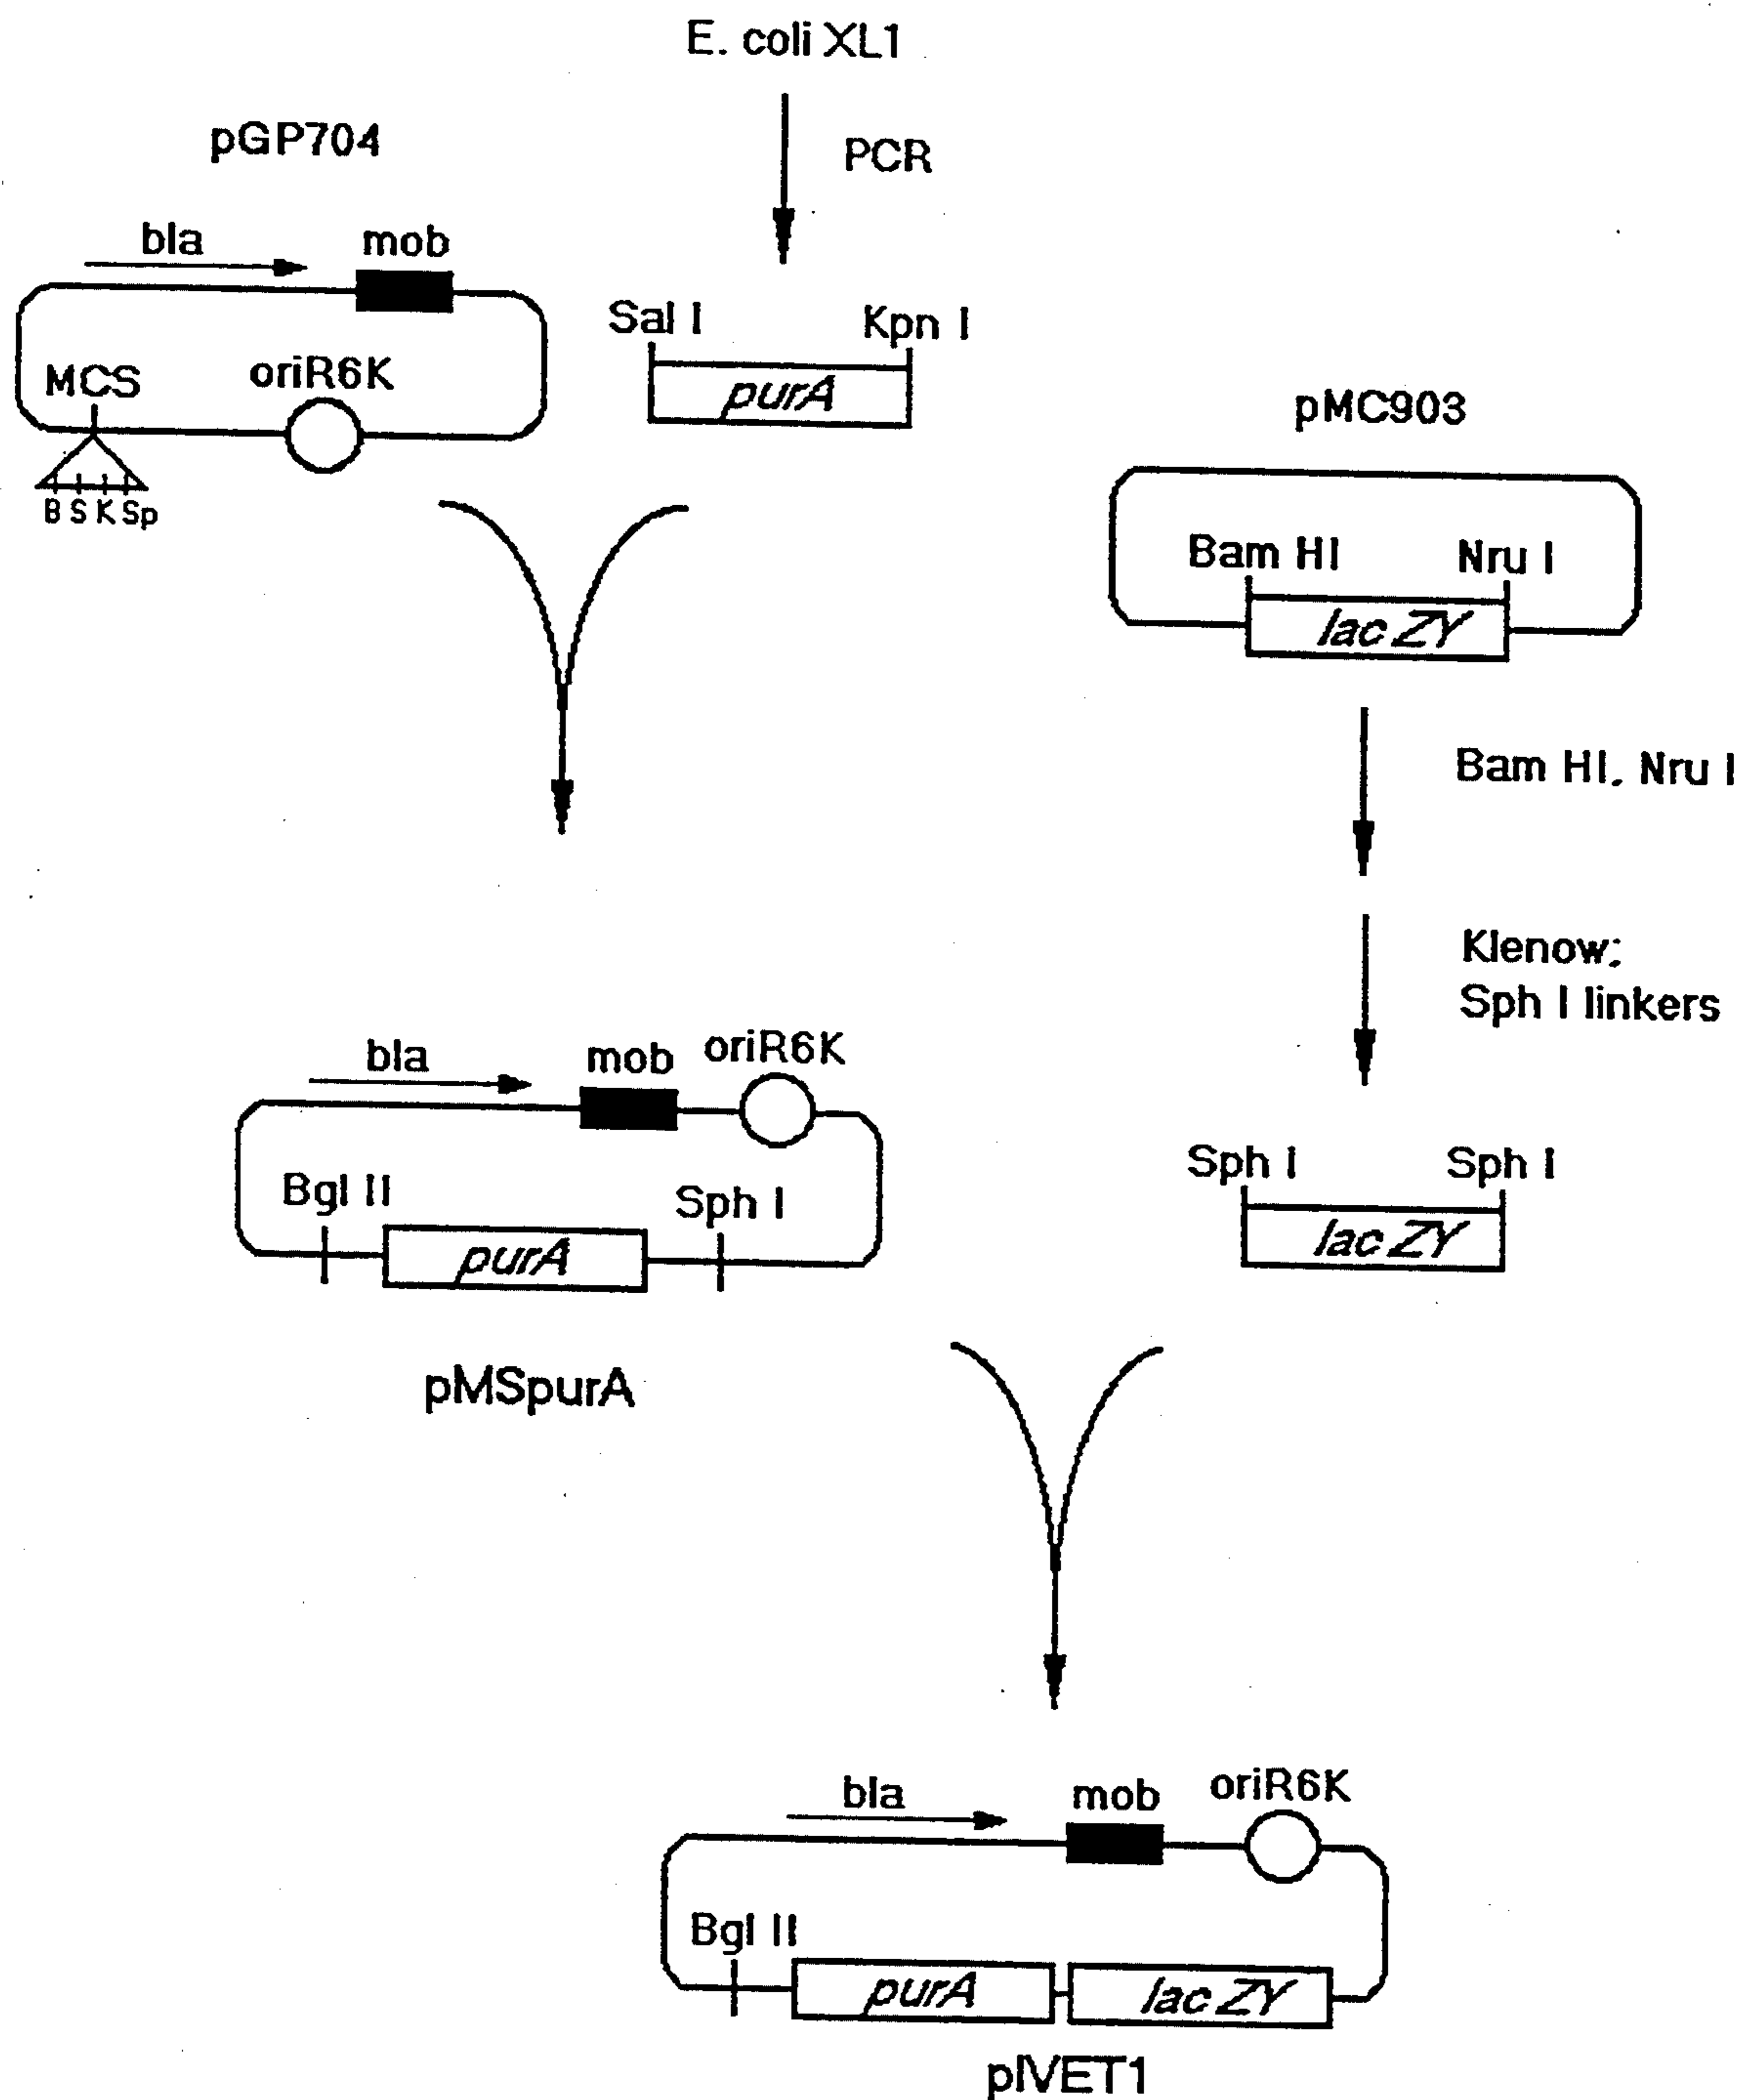 E. coli XL1
PCR
pGP704
bla
mob
MCS
oriR6K
B S K Sp
Sal I
Kpn I
purA
pMC903
Bam HI
Nru I
lac ZY
Bam HI, Nru I
Klenow;
Sph I linkers
bla
mob
oriR6K
Bgl II
Sph I
purA
pMSpurA
Sph I
Sph I
lac ZY
bla
mob
oriR6K
Bgl II
purA
lac ZY
pIVET1